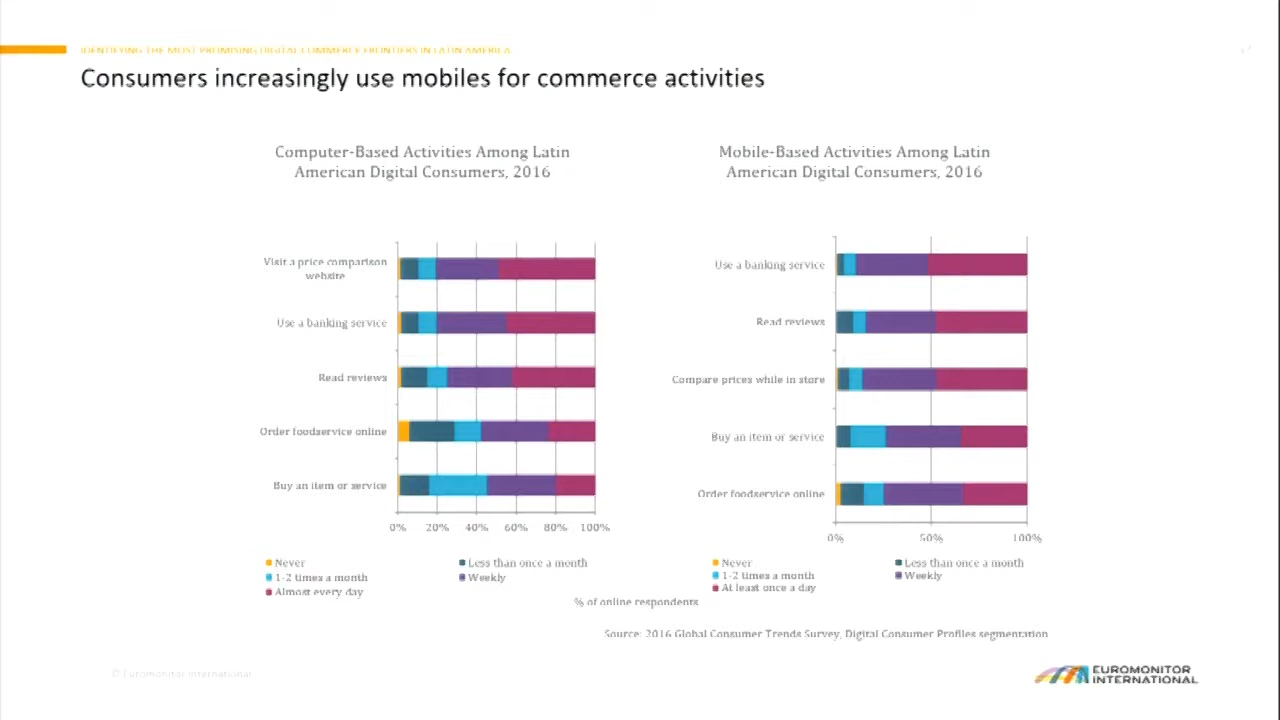 IDENTIFYING THE MOST PROMISING DIGITAL COMMERCE FRONTIERS IN LATIN AMERICA
17
Consumers increasingly use mobiles for commerce activities
Computer-Based Activities Among Latin
American Digital Consumers, 2016
Visit a price comparison
website
Use a banking service
Read reviews
Order foodservice online
Buy an item or service
0% 20% 40% 60% 80% 100%
Never
Less than once a month
1-2 times a month
Weekly
Almost every day
Mobile-Based Activities Among Latin
American Digital Consumers, 2016
Use a banking service
Read reviews
Compare prices while in store
Buy an item or service
Order foodservice online
0% 50% 100%
Never
Less than once a month
1-2 times a month
Weekly
At least once a day
% of online respondents
Source: 2016 Global Consumer Trends Survey, Digital Consumer Profiles segmentation
© Euromonitor International
EUROMONITOR
INTERNATIONAL